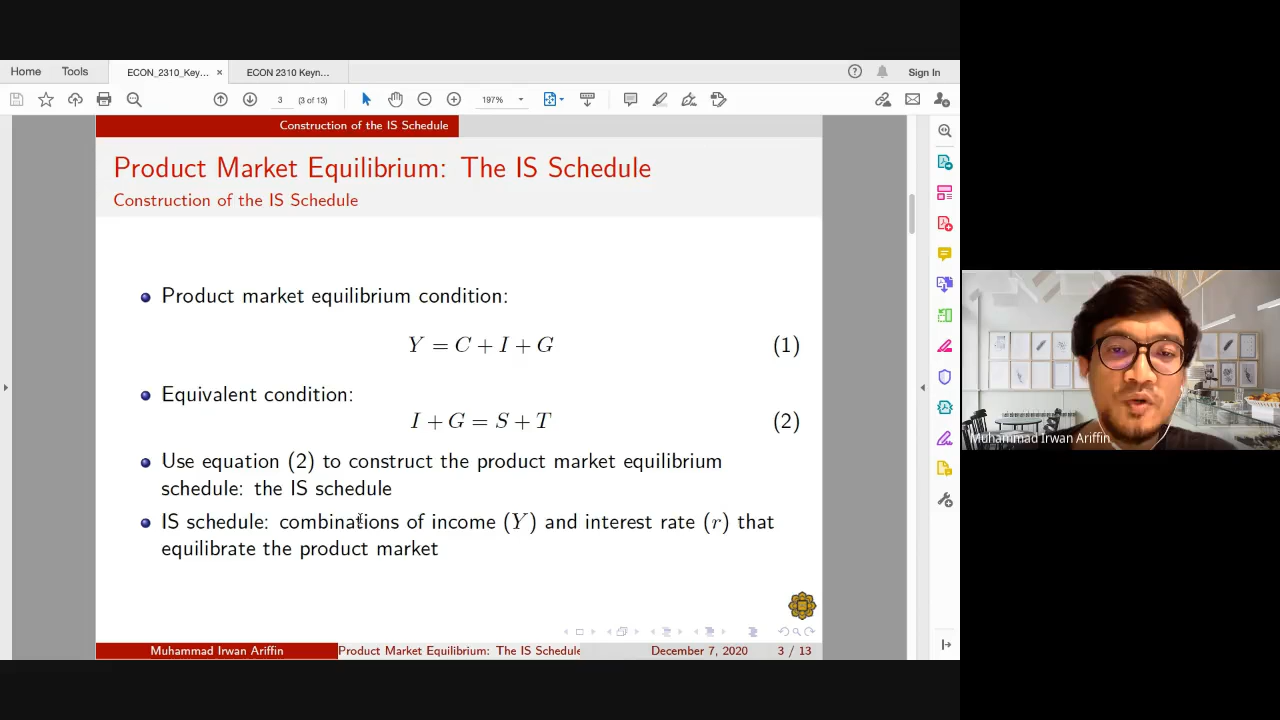 Home Tools ECON_2310_Key... × ECON 2310 Keyn... Sign In
3 (3 of 13) 197%
Construction of the IS Schedule
Product Market Equilibrium: The IS Schedule
Construction of the IS Schedule
Product market equilibrium condition:
Y = C + I + G (1)
Equivalent condition:
I + G = S + T (2)
Use equation (2) to construct the product market equilibrium
schedule: the IS schedule
IS schedule: combinations of income (Y) and interest rate (r) that
equilibrate the product market
Muhammad Irwan Ariffin Product Market Equilibrium: The IS Schedule December 7, 2020 3 / 13
Muhammad Irwan Ariffin